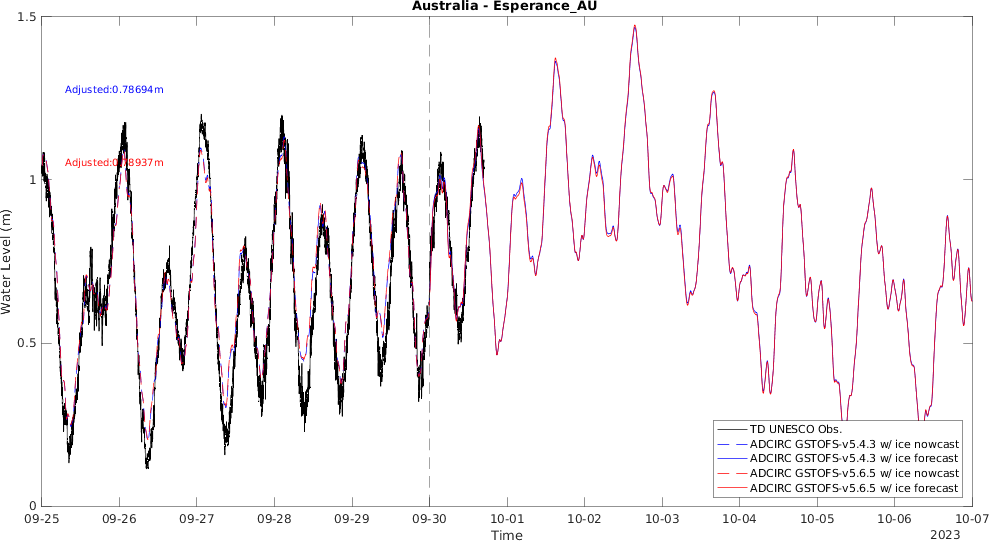 Australia - Esperance_AU
1.5
Adjusted:0.78694m
Adjusted:0.78937m
1
Water Level (m)
0.5
TD UNESCO Obs.
ADCIRC GSTOFS-v5.4.3 w/ ice nowcast
ADCIRC GSTOFS-v5.4.3 w/ ice forecast
ADCIRC GSTOFS-v5.6.5 w/ ice nowcast
ADCIRC GSTOFS-v5.6.5 w/ ice forecast
0
09-25 09-26 09-27 09-28 09-29 09-30 10-01 10-02 10-03 10-04 10-05 10-06 10-07
Time 2023